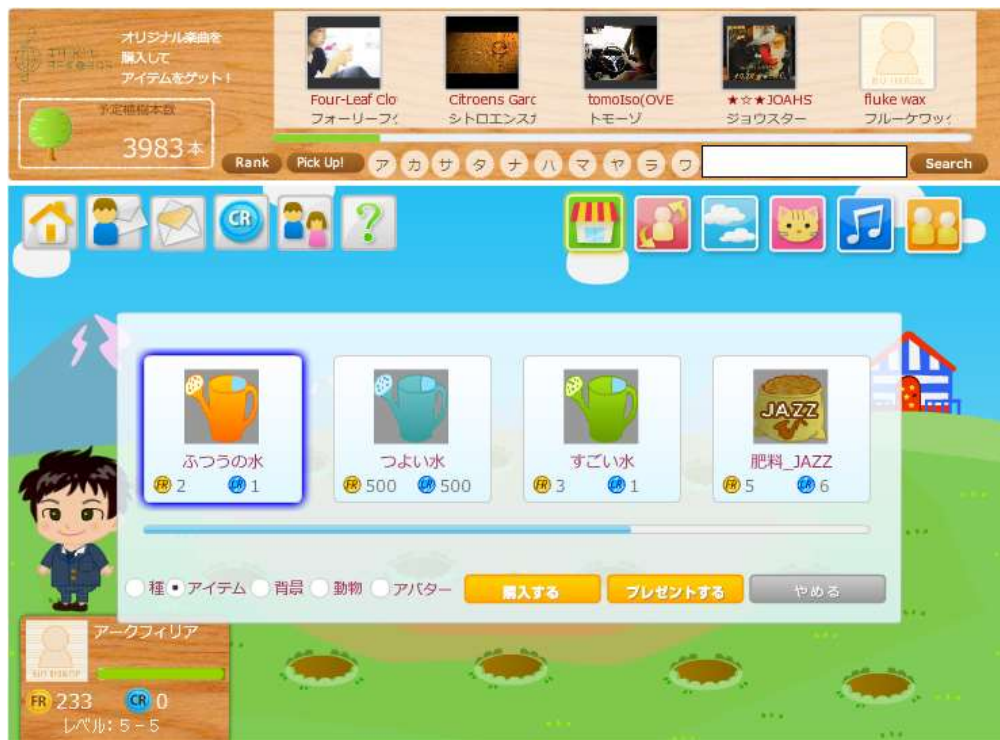 オリジナル楽曲を
購入して
アイテムをゲット！
予定植樹本数
3983本
Four-Leaf Clo
フォーリーフ
Citroens Garc
シトロエンスガ
tomoIso(OVE
トモーゾ
★☆★JOAHS
ジョウスター
fluke wax
フルーケワック
Rank
Pick Up!
ア カ サ タ ナ ハ マ ヤ ラ ワ
Search
CR
?
ふつうの水
FR 2 CR 1
つよい水
FR 500 CR 500
すごい水
FR 3 CR 1
JAZZ
肥料_JAZZ
FR 5 CR 6
種 アイテム 背景 動物 アバター
購入する
プレゼントする
やめる
アークフィリア
FR 233 CR 0
レベル: 5-5